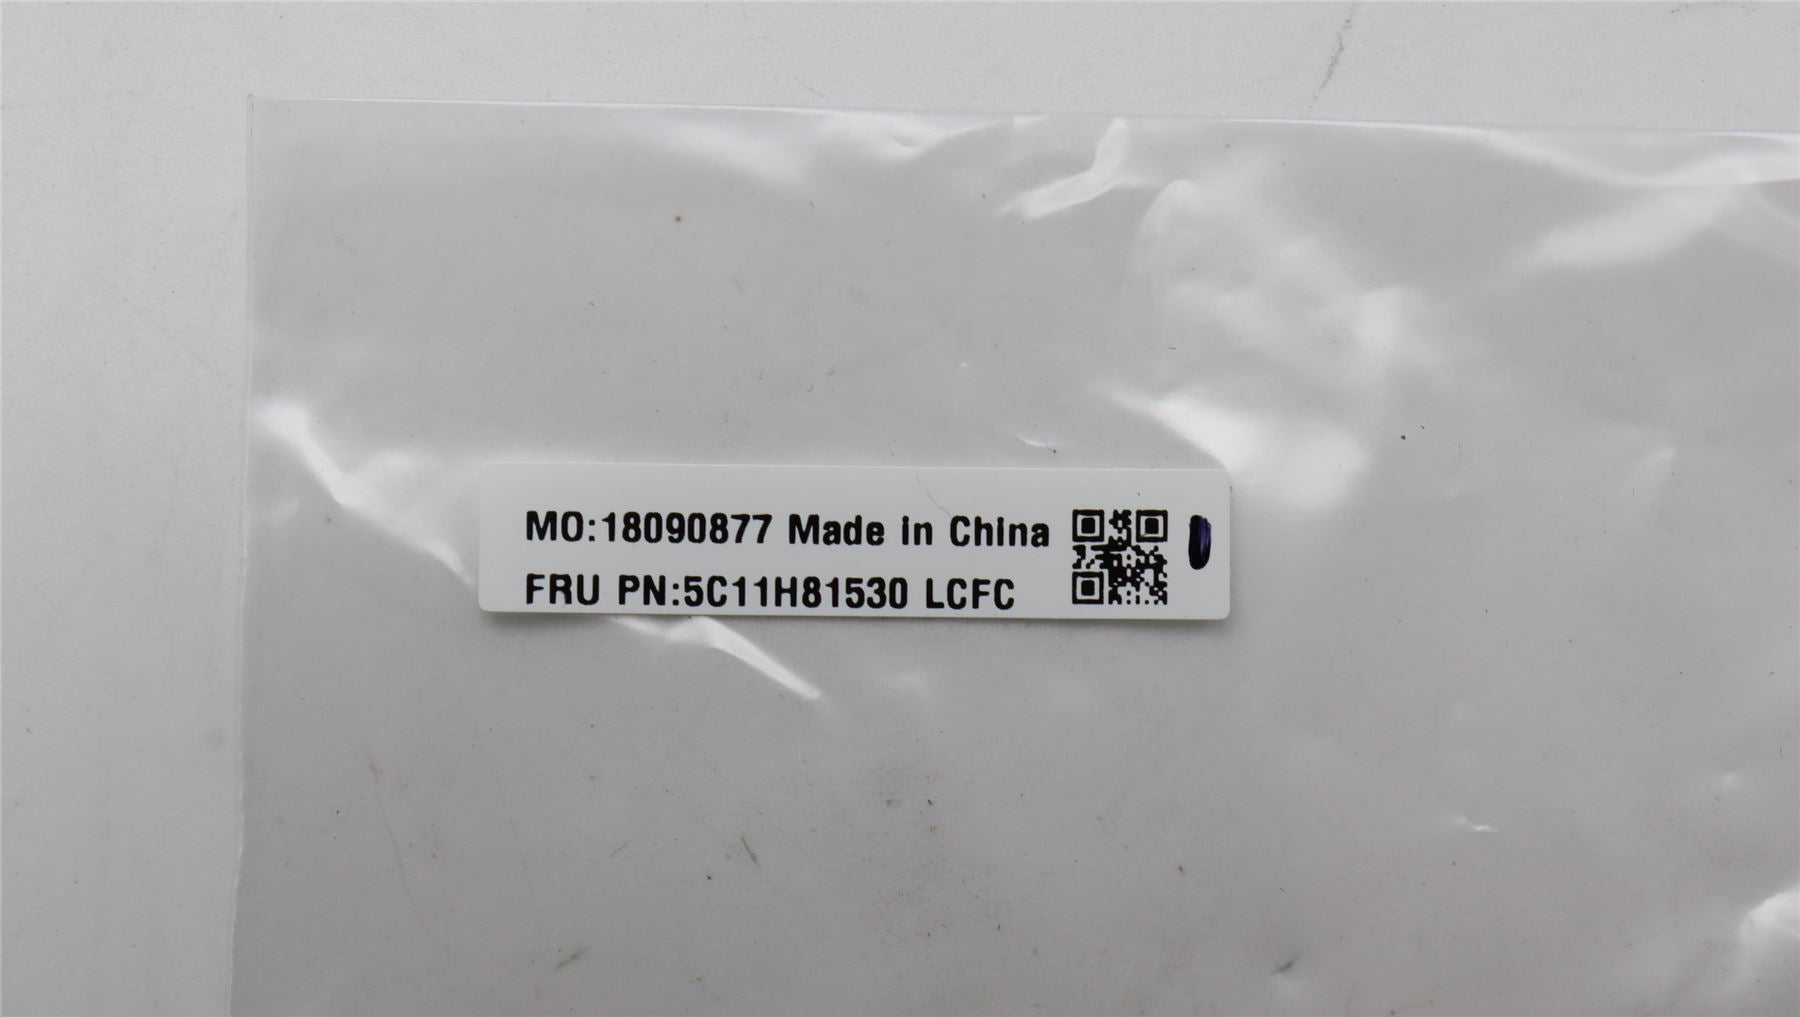 MO:18090877 Made in China
FRU PN:5C11H81530 LCFC